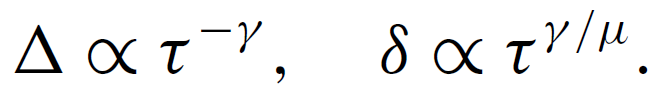 Δ ∝ τ^{−γ}, δ ∝ τ^{γ/μ}.